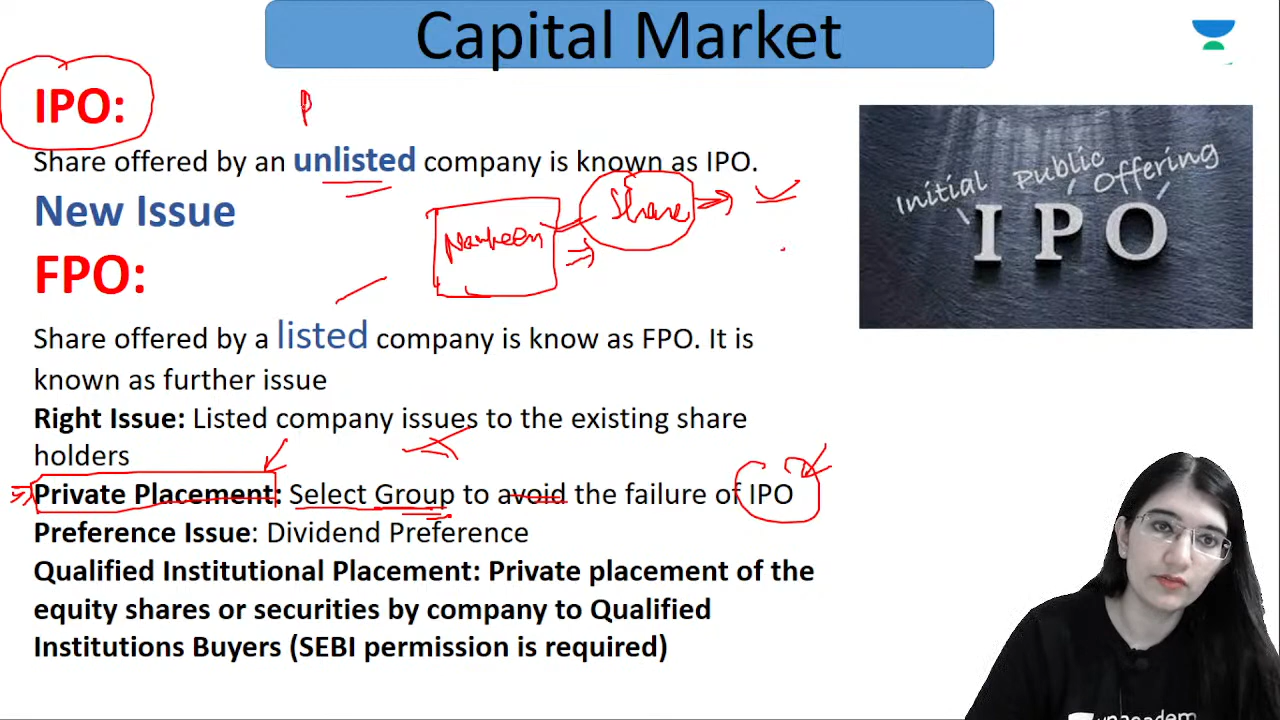 Capital Market
IPO:
P
Share offered by an unlisted company is known as IPO.
New Issue
Share
FPO:
Initial Public Offering
IPO
Share offered by a listed company is know as FPO. It is
known as further issue
Right Issue: Listed company issues to the existing share
holders
Private Placement: Select Group to avoid the failure of IPO
Preference Issue: Dividend Preference
Qualified Institutional Placement: Private placement of the
equity shares or securities by company to Qualified
Institutions Buyers (SEBI permission is required)